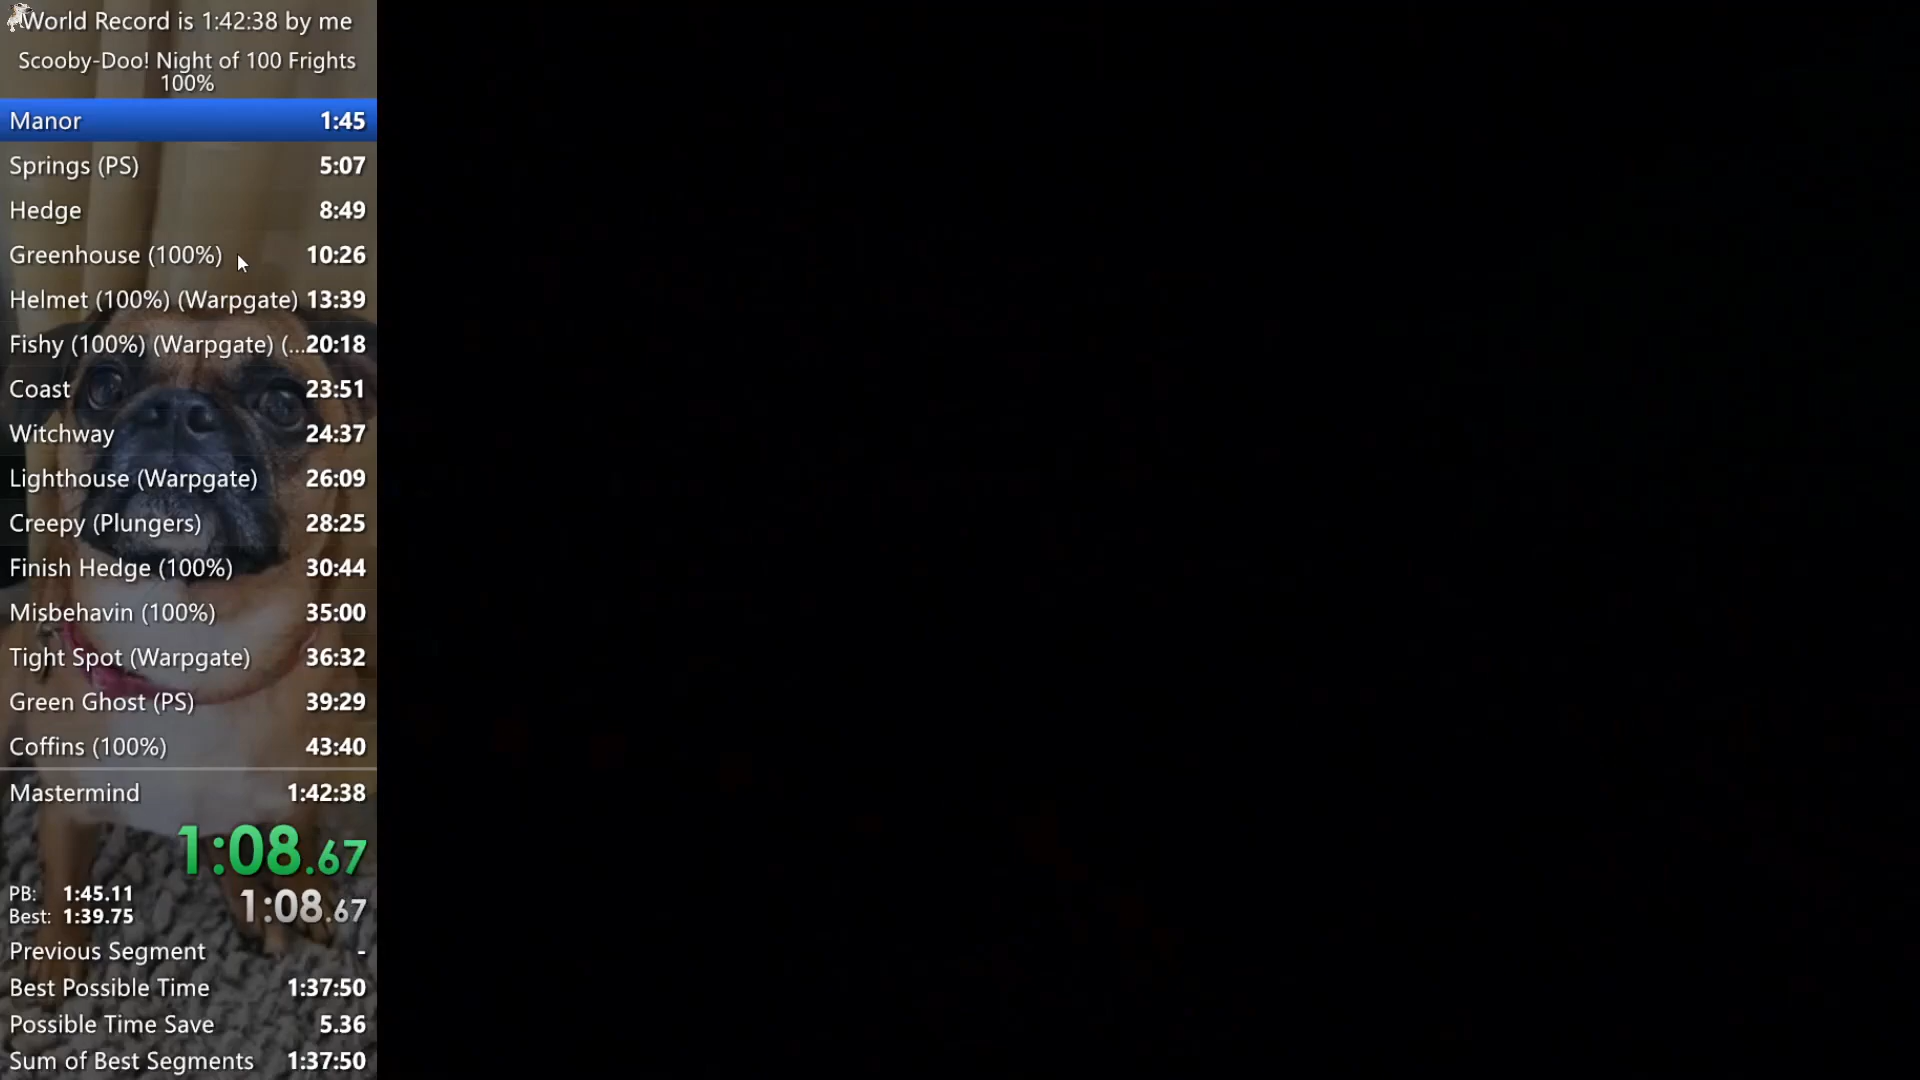 World Record is 1:42:38 by me
Scooby-Doo! Night of 100 Frights
100%
Manor 1:45
Springs (PS) 5:07
Hedge 8:49
Greenhouse (100%) 10:26
Helmet (100%) (Warpgate) 13:39
Fishy (100%) (Warpgate) (... 20:18
Coast 23:51
Witchway 24:37
Lighthouse (Warpgate) 26:09
Creepy (Plungers) 28:25
Finish Hedge (100%) 30:44
Misbehavin (100%) 35:00
Tight Spot (Warpgate) 36:32
Green Ghost (PS) 39:29
Coffins (100%) 43:40
Mastermind 1:42:38
1:08.67
PB: 1:45.11
Best: 1:39.75
1:08.67
Previous Segment -
Best Possible Time 1:37:50
Possible Time Save 5.36
Sum of Best Segments 1:37:50